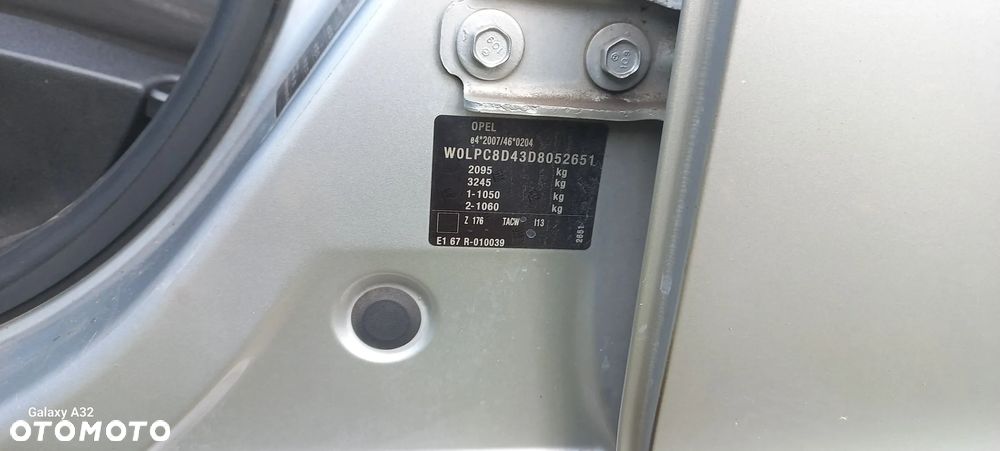 OPEL
e4*2007/46*0204
W0LPC8D43D8052651
2095 kg
3245 kg
1-1050 kg
2-1060 kg
Z 176 TACW I13
E1 67 R-010039
2651
Galaxy A32
OTOMOTO